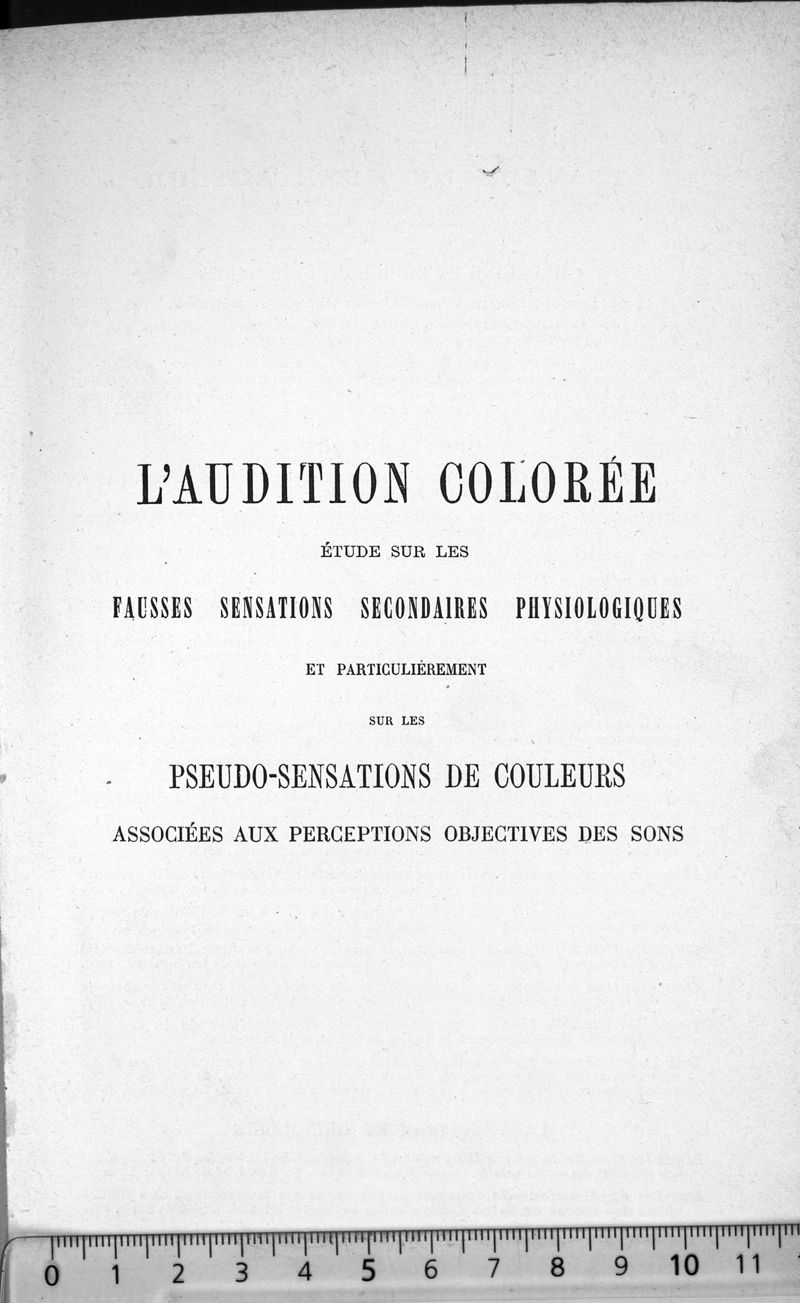 L'AUDITION COLORÉE
ÉTUDE SUR LES
FAUSSES SENSATIONS SECONDAIRES PHYSIOLOGIQUES
ET PARTICULIÈREMENT
SUR LES
PSEUDO-SENSATIONS DE COULEURS
ASSOCIÉES AUX PERCEPTIONS OBJECTIVES DES SONS
0 1 2 3 4 5 6 7 8 9 10 11